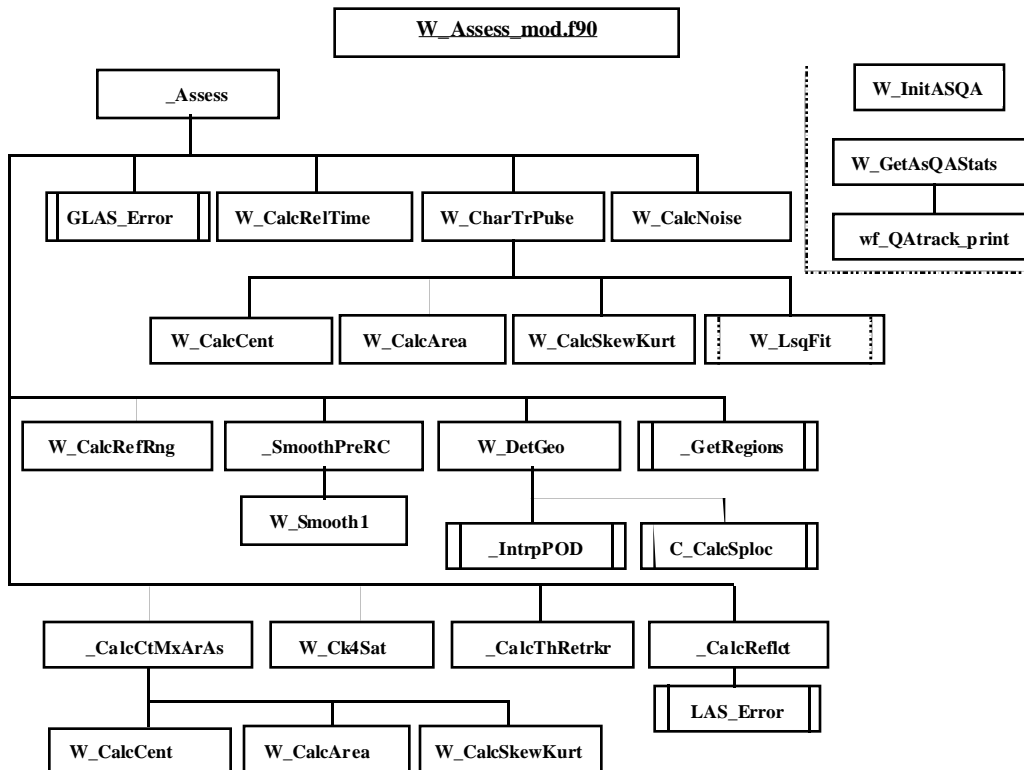 W_Assess_mod.f90
_Assess
W_InitASQA
W_GetAsQAStats
wf_QAtrack_print
GLAS_Error
W_CalcRelTime
W_CharTrPulse
W_CalcNoise
W_CalcCent
W_CalcArea
W_CalcSkewKurt
W_LsqFit
W_CalcRefRng
_SmoothPreRC
W_DetGeo
_GetRegions
W_Smooth1
_IntrpPOD
C_CalcSploc
_CalcCtMxArAs
W_Ck4Sat
_CalcThRetrkr
_CalcReflct
LAS_Error
W_CalcCent
W_CalcArea
W_CalcSkewKurt